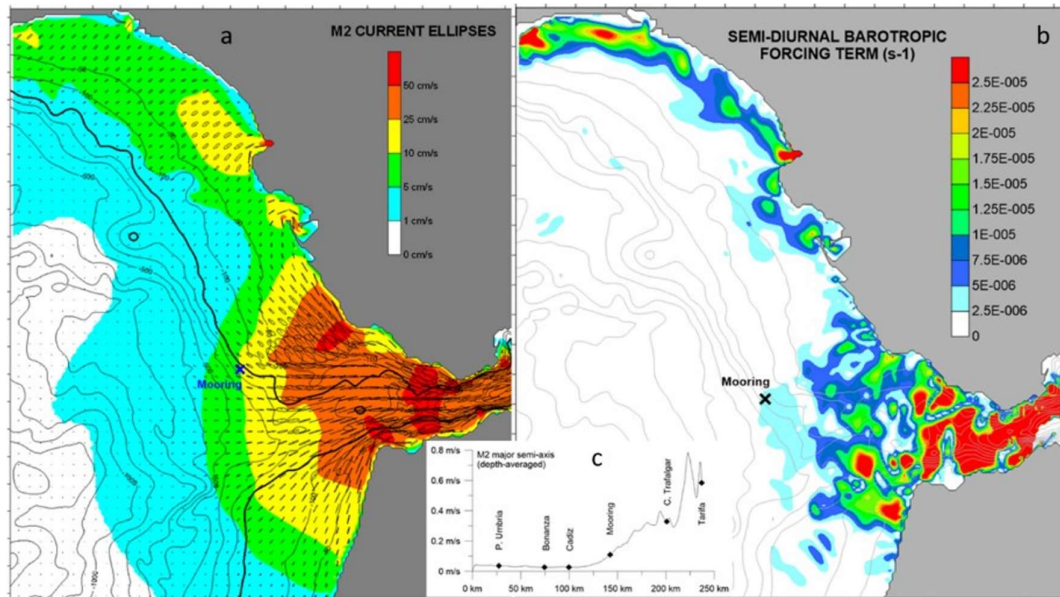 a
M2 CURRENT ELLIPSES
50 cm/s
25 cm/s
10 cm/s
5 cm/s
1 cm/s
0 cm/s
Mooring
b
SEMI-DIURNAL BAROTROPIC
FORCING TERM (s-1)
2.5E-005
2.25E-005
2E-005
1.75E-005
1.5E-005
1.25E-005
1E-005
7.5E-006
5E-006
2.5E-006
0
Mooring
c
M2 major semi-axis
(depth-averaged)
0.8 m/s
0.6 m/s
0.4 m/s
0.2 m/s
0 m/s
P. Umbria
Bonanza
Cadiz
Mooring
C. Trafalgar
Tarifa
0 km
50 km
100 km
150 km
200 km
250 km